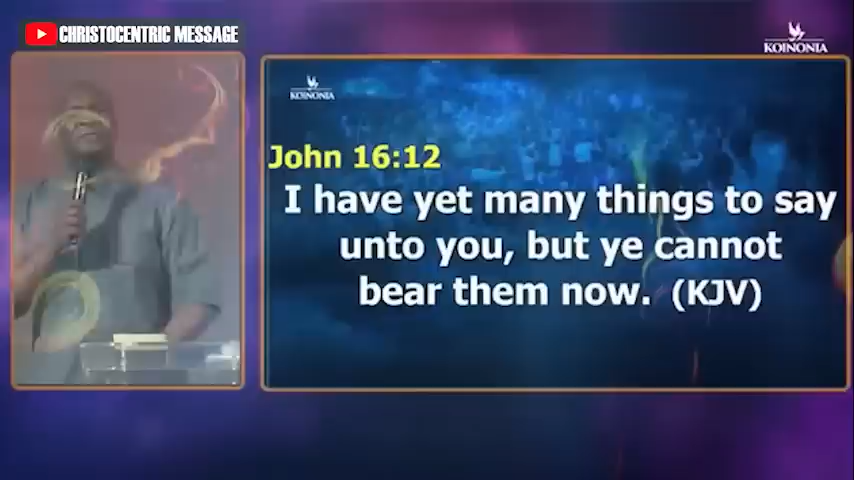 CHRISTOCENTRIC MESSAGE
KOINONIA
KOINONIA
John 16:12
I have yet many things to say
unto you, but ye cannot
bear them now. (KJV)